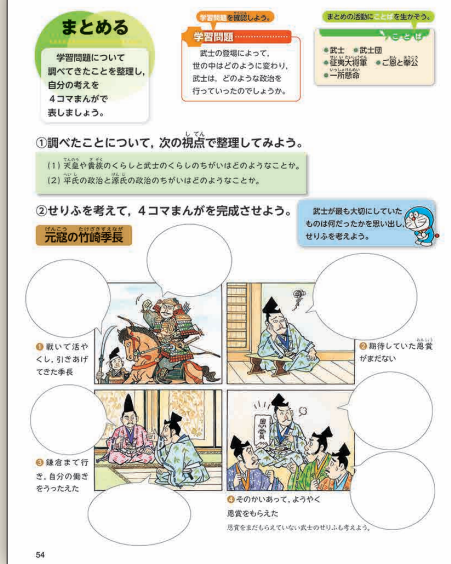 まとめる
学習問題について
調べてきたことを整理し,
自分の考えを
4コマまんがで
表しましょう。
学習問題を確認しよう。
学習問題
武士の登場によって,
世の中はどのように変わり,
武士は, どのような政治を
行っていったのでしょうか。
まとめの活動にことばを生かそう。
ことば
●武士 ●武士団
●征夷大将軍 ●ご恩と奉公
●一所懸命
①調べたことについて, 次の視点で整理してみよう。
(1) 天皇や貴族のくらしと武士のくらしのちがいはどのようなことか。
(2) 平氏の政治と源氏の政治のちがいはどのようなことか。
②せりふを考えて, 4コマまんがを完成させよう。
武士が最も大切にしていた
ものは何だったかを思い出し,
せりふを考えよう。
元寇の竹崎季長
❶ 戦いで活や
くし, 引きあげ
てきた季長
❷ 期待していた恩賞
がまだない
❸ 鎌倉まで行
き, 自分の働き
をうったえた
恩賞
❹ そのかいあって, ようやく
恩賞をもらえた
恩賞をまだもらえていない武士のせりふも考えよう。
54